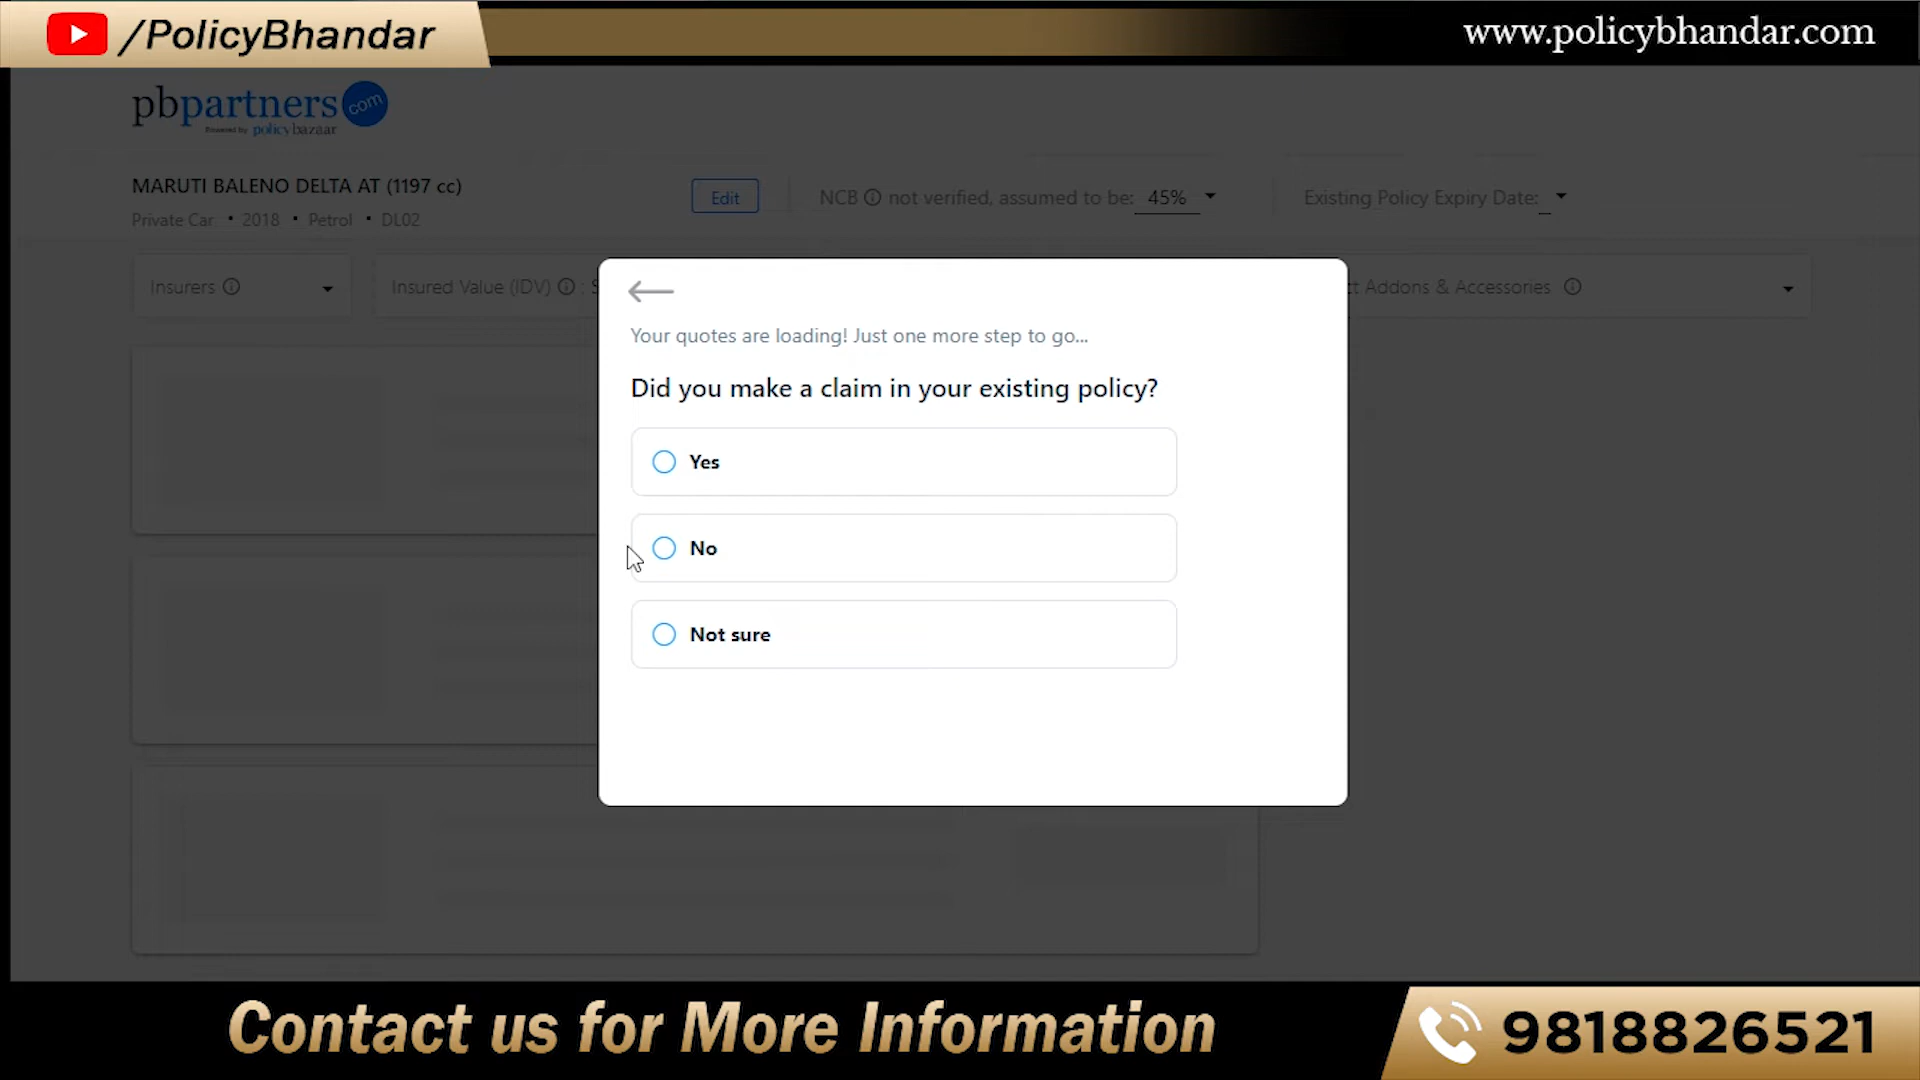 /PolicyBhandar
www.policybhandar.com
pbpartners.com
Powered by policybazaar
MARUTI BALENO DELTA AT (1197 cc)
Private Car • 2018 • Petrol • DL02
Edit
NCB not verified, assumed to be: 45%
Existing Policy Expiry Date:
Insurers
Insured Value (IDV) : S
ct Addons & Accessories
Your quotes are loading! Just one more step to go...
Did you make a claim in your existing policy?
Yes
No
Not sure
Contact us for More Information
9818826521